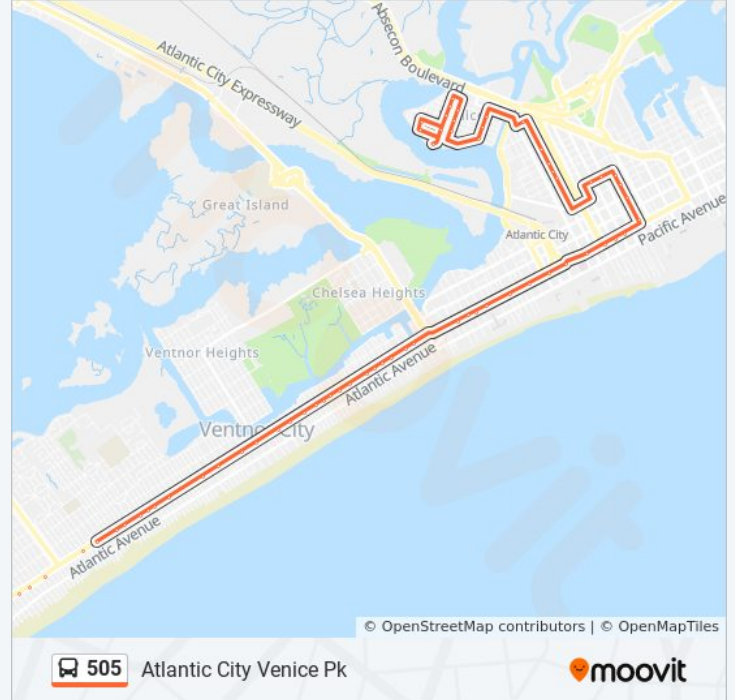 Absecon Boulevard
Atlantic City Expressway
Great Island
Atlantic City
Pacific Avenue
Chelsea Heights
Ventnor Heights
Atlantic Avenue
Ventnor City
Atlantic Avenue
© OpenStreetMap contributors | © OpenMapTiles
505 Atlantic City Venice Pk
moovit